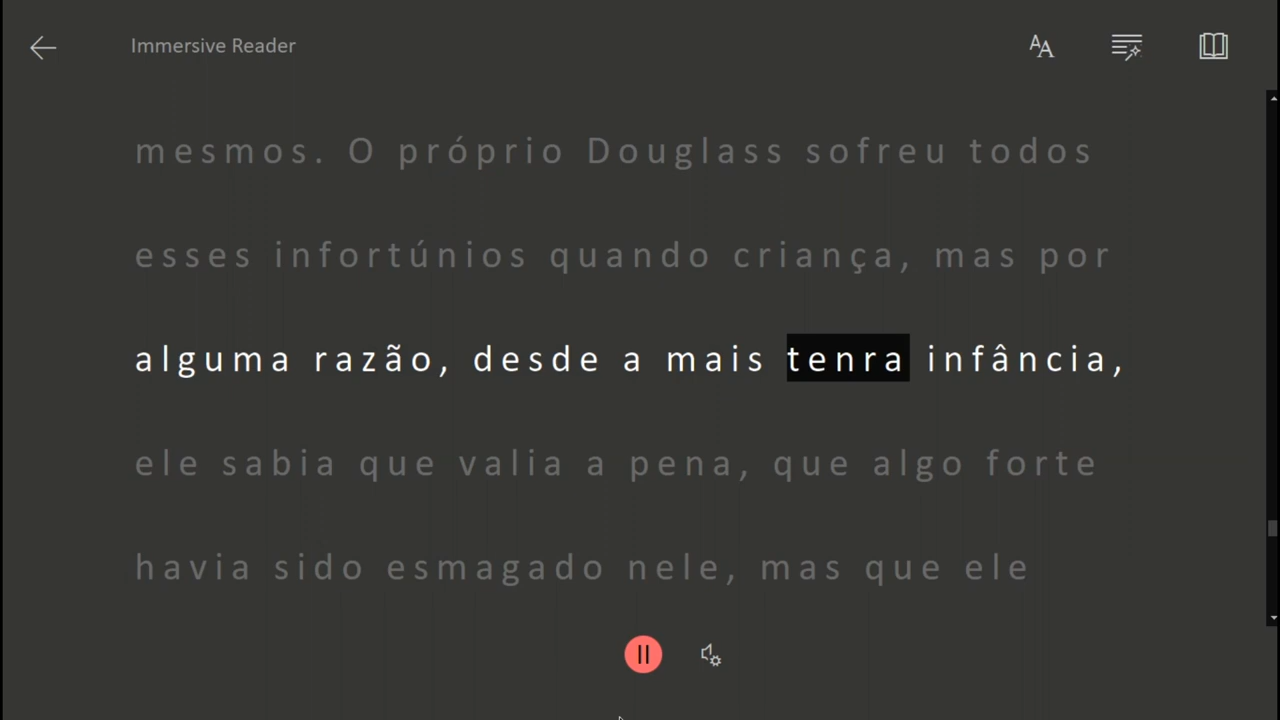 Immersive Reader
mesmos. O próprio Douglass sofreu todos
esses infortúnios quando criança, mas por
alguma razão, desde a mais tenra infância,
ele sabia que valia a pena, que algo forte
havia sido esmagado nele, mas que ele